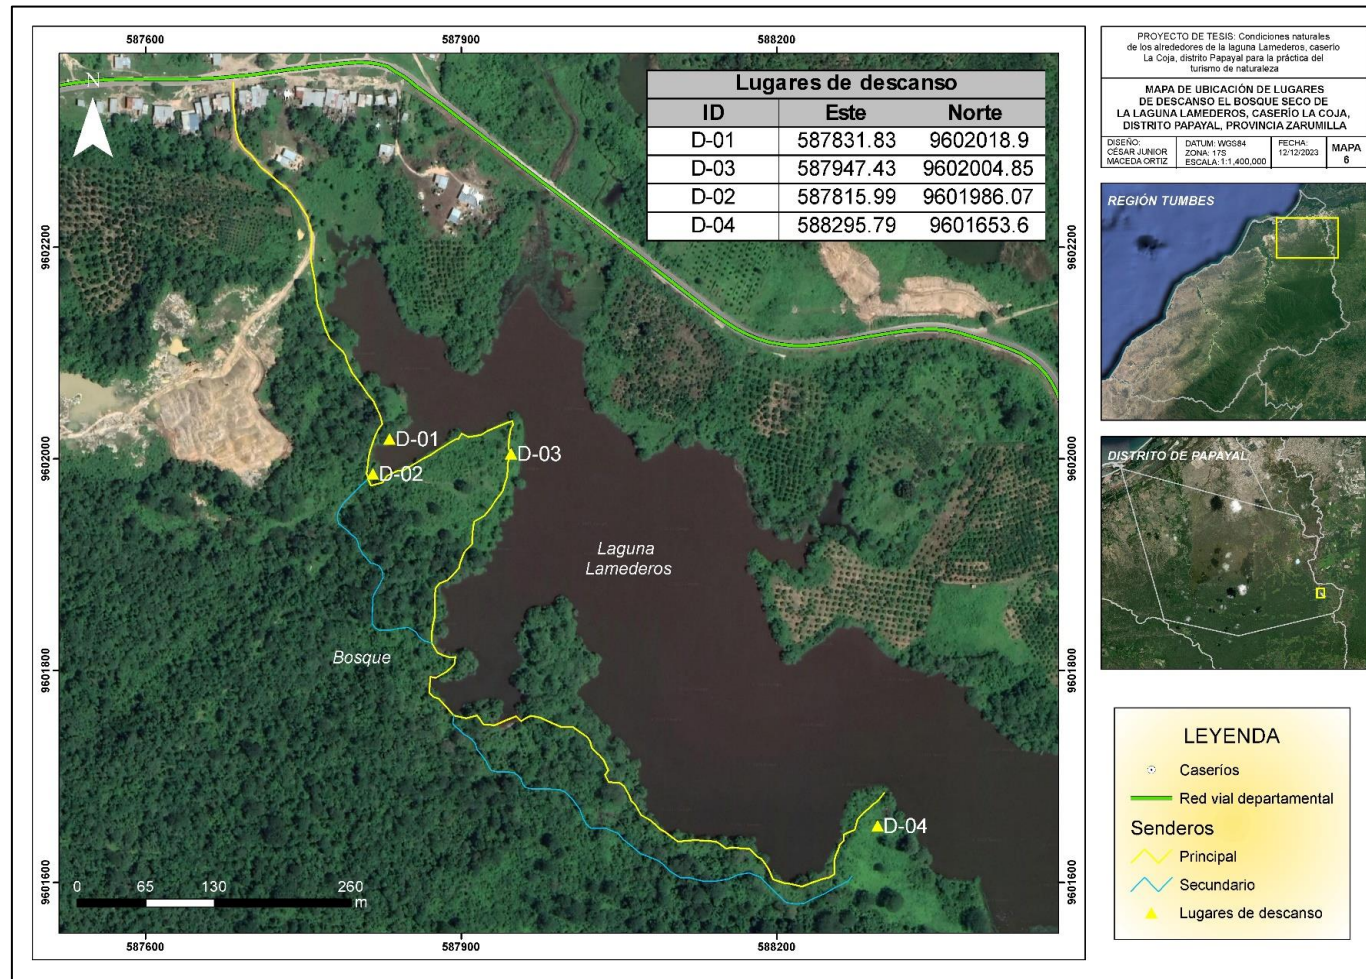 587600
587900
588200
PROYECTO DE TESIS: Condiciones naturales
de los alrededores de la laguna Lamederos, caserío
La Coja, distrito Papayal para la práctica del
turismo de naturaleza
MAPA DE UBICACIÓN DE LUGARES
DE DESCANSO EL BOSQUE SECO DE
LA LAGUNA LAMEDEROS, CASERÍO LA COJA,
DISTRITO PAPAYAL, PROVINCIA ZARUMILLA
DISEÑO:
CÉSAR JUNIOR
MACEDA ORTIZ
DATUM: WGS84
ZONA: 17S
ESCALA:1:1,400,000
FECHA:
12/12/2023
MAPA
6
N
Lugares de descanso
ID Este Norte
D-01 587831.83 9602018.9
D-03 587947.43 9602004.85
D-02 587815.99 9601986.07
D-04 588295.79 9601653.6
REGIÓN TUMBES
9602200
9602200
D-01
D-03
D-02
9602000
9602000
DISTRITO DE PAPAYAL
Laguna
Lamederos
Bosque
9601800
9601800
D-04
9601600
9601600
0 65 130 260
m
587600
587900
588200
LEYENDA
Caseríos
Red vial departamental
Senderos
Principal
Secundario
Lugares de descanso